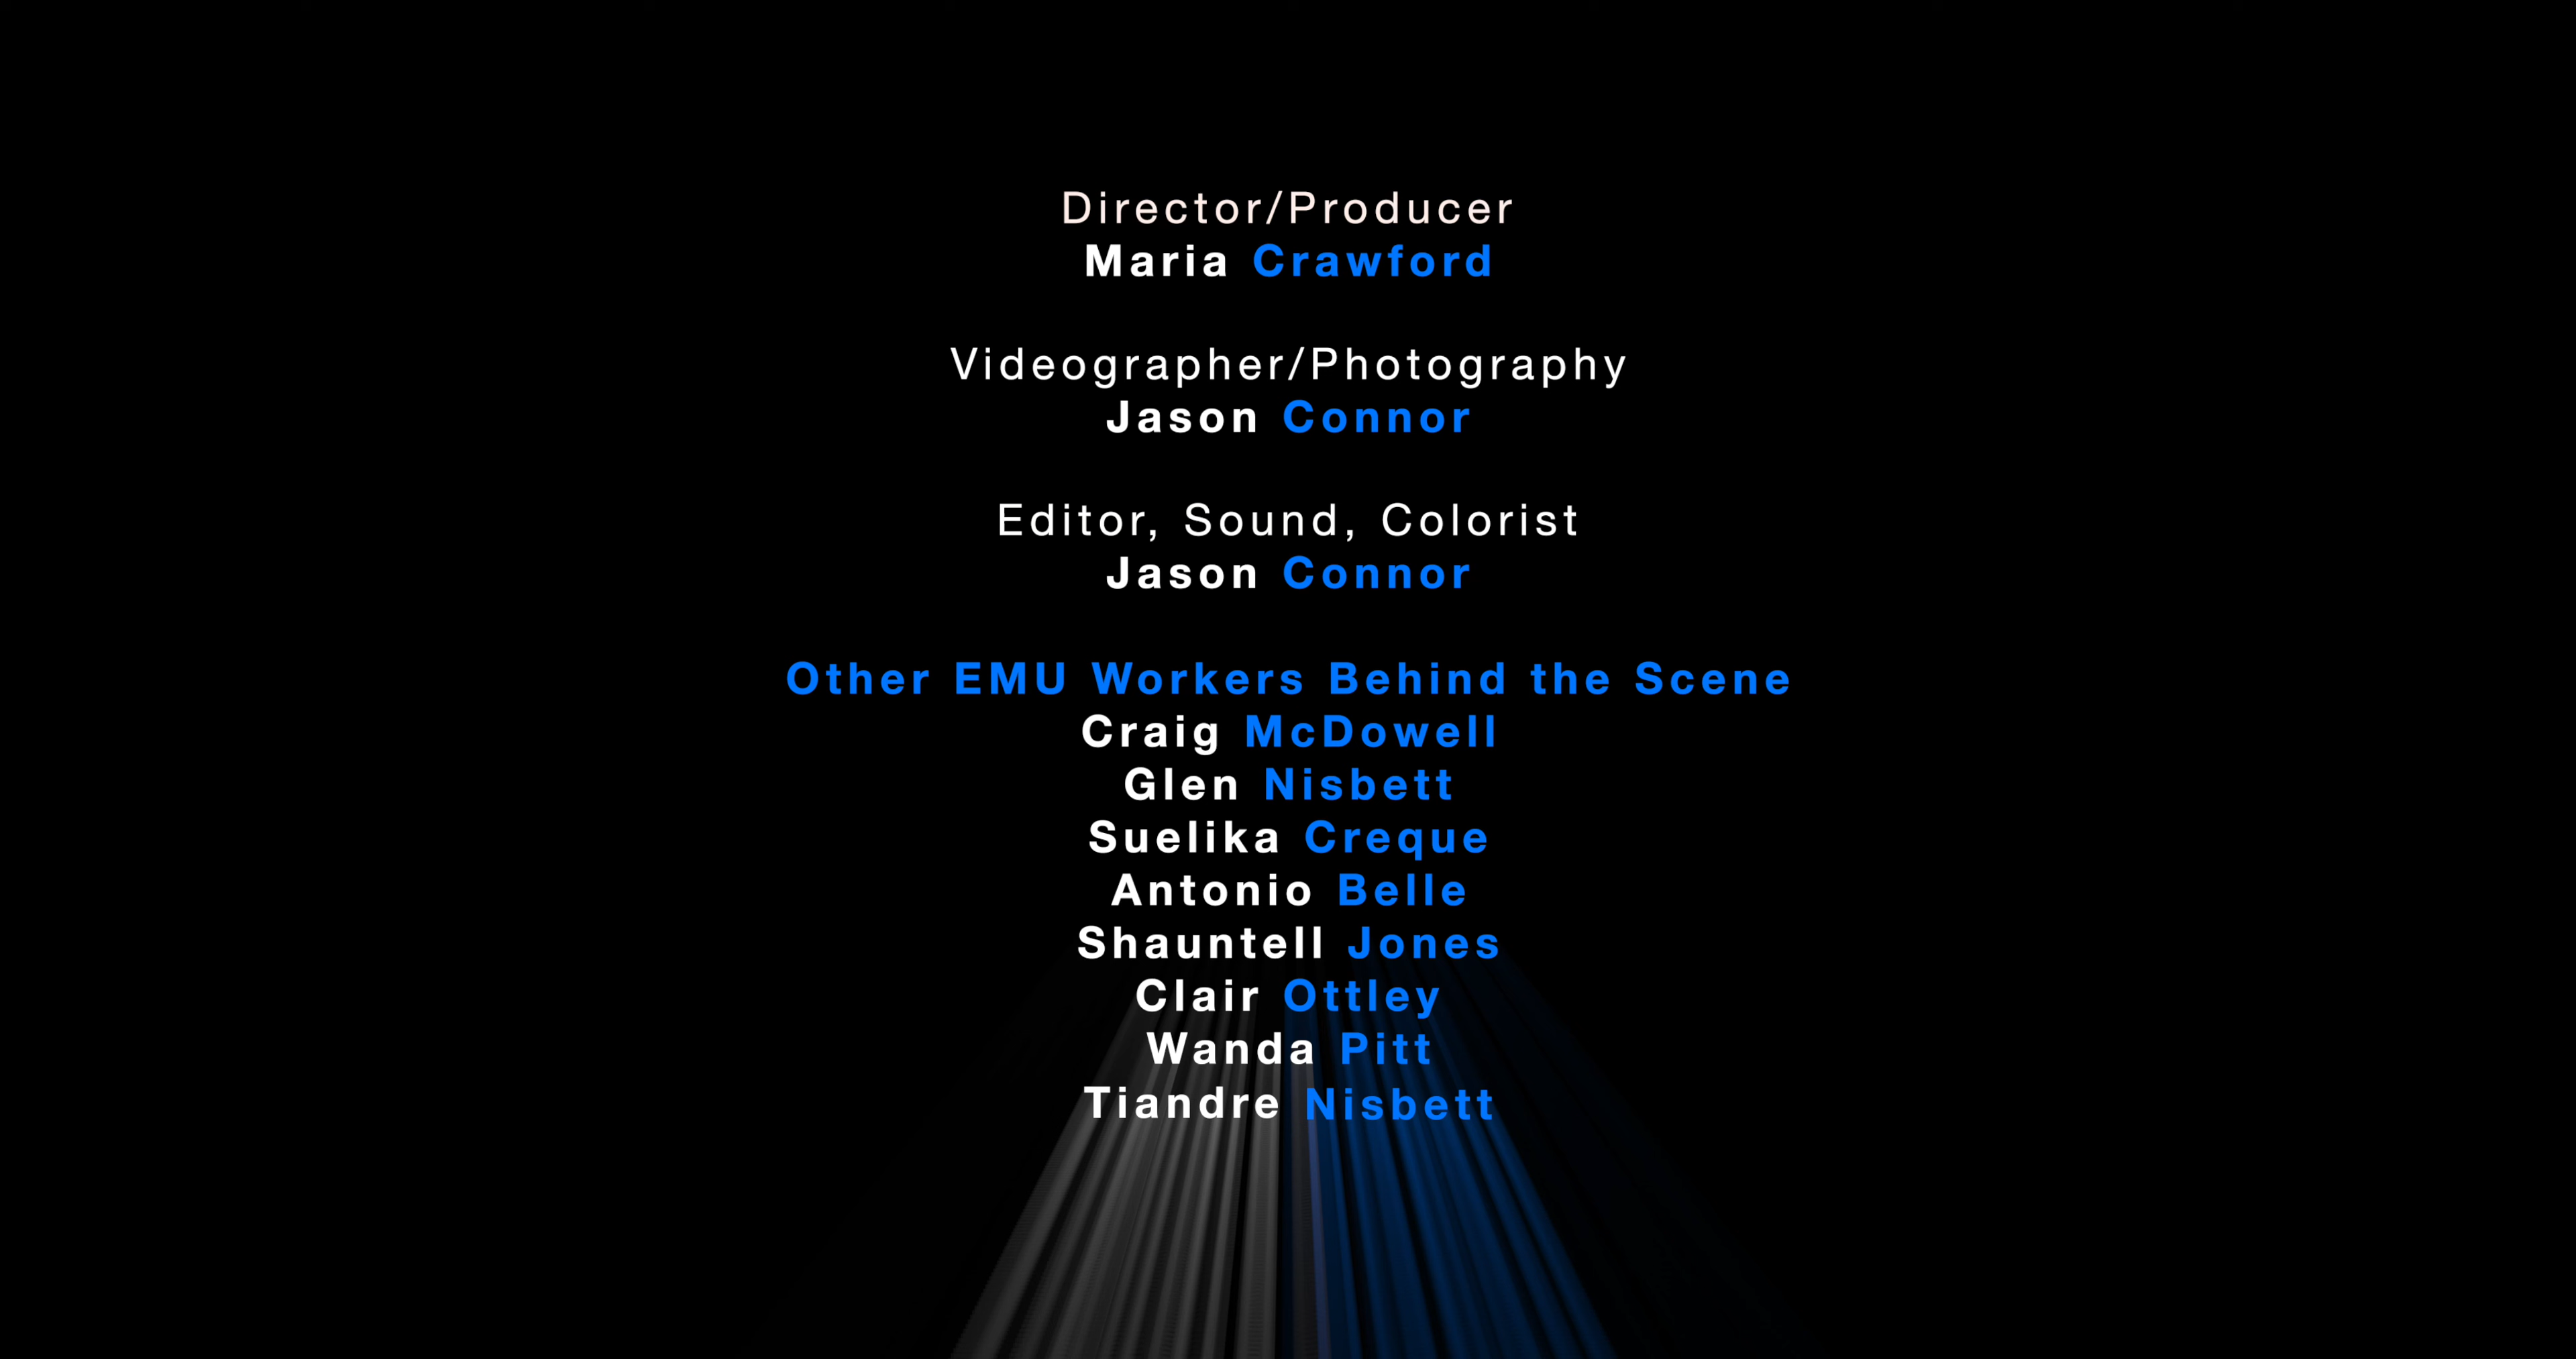 Director/Producer
Maria Crawford
Videographer/Photography
Jason Connor
Editor, Sound, Colorist
Jason Connor
Other EMU Workers Behind the Scene
Craig McDowell
Glen Nisbett
Suelika Creque
Antonio Belle
Shauntell Jones
Clair Ottley
Wanda Pitt
Tiandre Nisbett